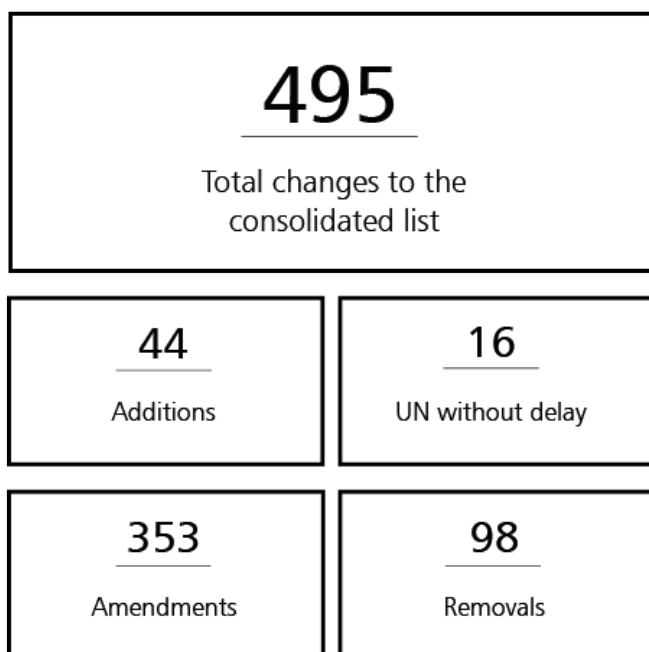 495
Total changes to the
consolidated list
44
Additions
16
UN without delay
353
Amendments
98
Removals